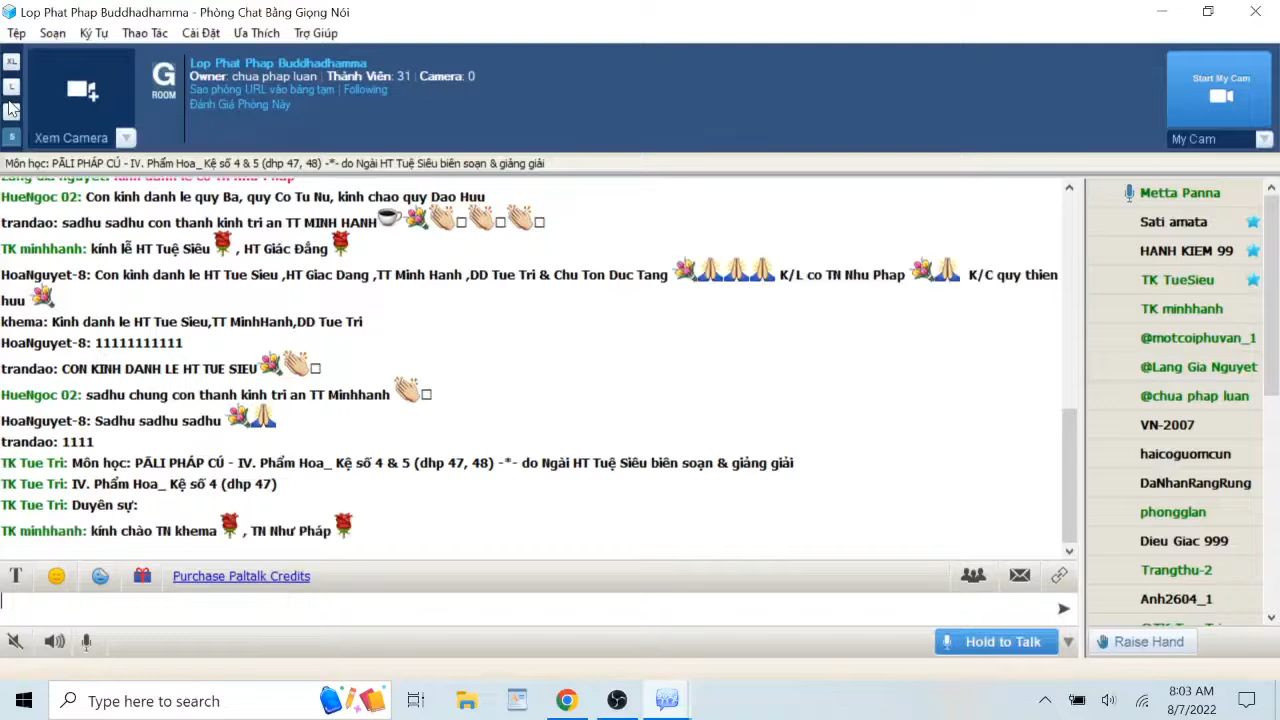 Lop Phat Phap Buddhadhamma - Phòng Chat Bằng Giọng Nói
Tệp Soạn Ký Tự Thao Tác Cài Đặt Ưa Thích Trợ Giúp
XL
L
S
Xem Camera
G
ROOM
Lop Phat Phap Buddhadhamma
Owner: chua phap luan | Thành Viên: 31 | Camera: 0
Sao phỏng URL vào bảng tạm | Following
Đánh Giá Phòng Này
Start My Cam
My Cam
Môn học: PÃLI PHÁP CÚ - IV. Phẩm Hoa_ Kệ số 4 & 5 (dhp 47, 48) -*- do Ngài HT Tuệ Siêu biên soạn & giảng giải
HueNgoc 02: Con kinh danh le quy Ba, quy Co Tu Nu, kinh chao quy Dao Huu
trandao: sadhu sadhu con thanh kinh tri an TT MINH HANH
TK minhhanh: kính lễ HT Tuệ Siêu , HT Giác Đẳng
HoaNguyet-8: Con kinh danh le HT Tue Sieu ,HT Giac Dang ,TT Minh Hanh ,DD Tue Tri & Chu Ton Duc Tang K/L co TN Nhu Phap K/C quy thien
huu
khema: Kinh danh le HT Tue Sieu,TT MinhHanh,DD Tue Tri
HoaNguyet-8: 11111111111
trandao: CON KINH DANH LE HT TUE SIEU
HueNgoc 02: sadhu chung con thanh kinh tri an TT Minhhanh
HoaNguyet-8: Sadhu sadhu sadhu
trandao: 1111
TK Tue Tri: Môn học: PÃLI PHÁP CÚ - IV. Phẩm Hoa_ Kệ số 4 & 5 (dhp 47, 48) -*- do Ngài HT Tuệ Siêu biên soạn & giảng giải
TK Tue Tri: IV. Phẩm Hoa_ Kệ số 4 (dhp 47)
TK Tue Tri: Duyên sự:
TK minhhanh: kính chào TN khema , TN Như Pháp
Metta Panna
Sati amata
HANH KIEM 99
TK TueSieu
TK minhhanh
@motcoiphuvan_1
@Lang Gia Nguyet
@chua phap luan
VN-2007
haicoguomcun
DaNhanRangRung
phongglan
Dieu Giac 999
Trangthu-2
Anh2604_1
T
Purchase Paltalk Credits
Hold to Talk
Raise Hand
Type here to search
8:03 AM
8/7/2022